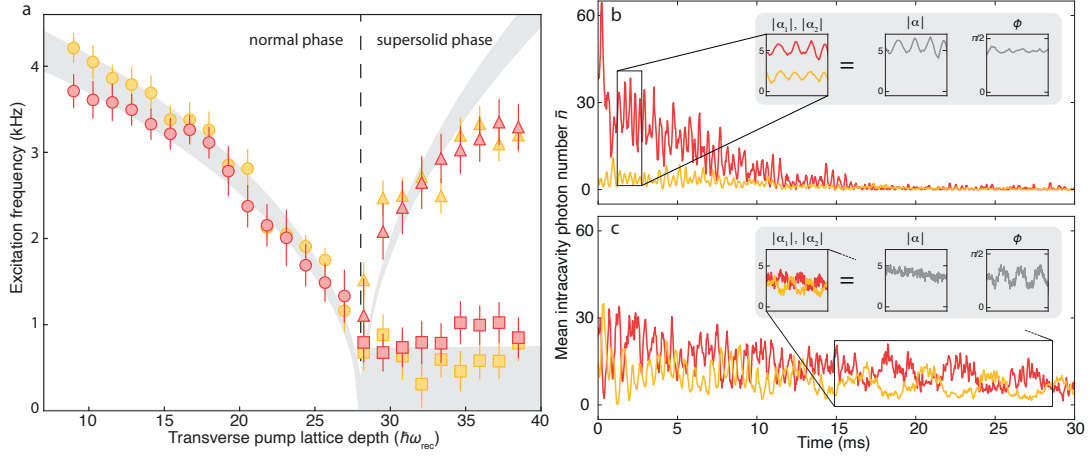 a
normal phase
supersolid phase
Excitation frequency (kHz)
4
3
2
1
0
10
15
20
25
30
35
40
Transverse pump lattice depth (ħω_rec)
b
|α₁|, |α₂|
|α|
ϕ
5
0
=
5
0
π/2
0
60
30
0
Mean intracavity photon number n̄
c
|α₁|, |α₂|
|α|
ϕ
5
0
=
5
0
π/2
0
60
30
0
0
5
10
15
20
25
30
Time (ms)